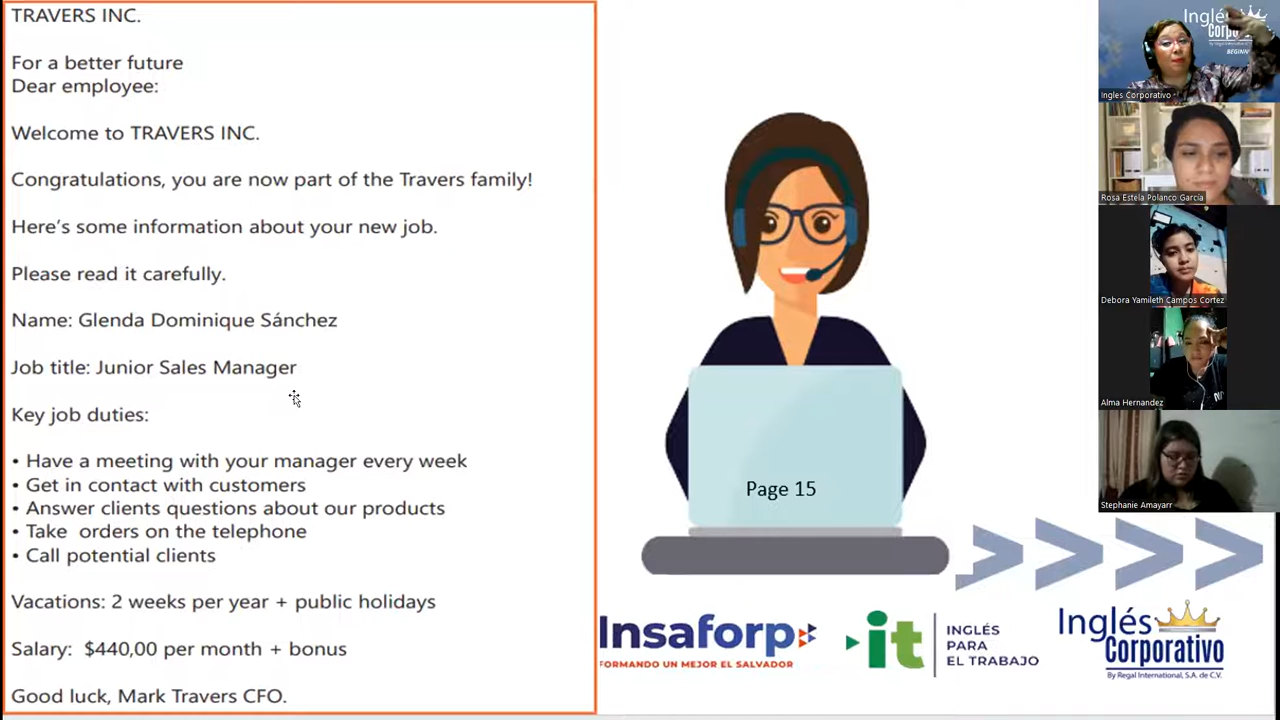 TRAVERS INC.
For a better future
Dear employee:
Welcome to TRAVERS INC.
Congratulations, you are now part of the Travers family!
Here's some information about your new job.
Please read it carefully.
Name: Glenda Dominique Sánchez
Job title: Junior Sales Manager
Key job duties:
• Have a meeting with your manager every week
• Get in contact with customers
• Answer clients questions about our products
• Take orders on the telephone
• Call potential clients
Vacations: 2 weeks per year + public holidays
Salary: $440,00 per month + bonus
Good luck, Mark Travers CFO.
Page 15
Insaforp
FORMANDO UN MEJOR EL SALVADOR
it
INGLÉS
PARA
EL TRABAJO
Inglés
Corporativo
By Regal International, S.A. de C.V.
Ingles Corporativo
Rosa Estela Polanco García
Debora Yamileth Campos Cortez
Alma Hernandez
Stephanie Amayarr